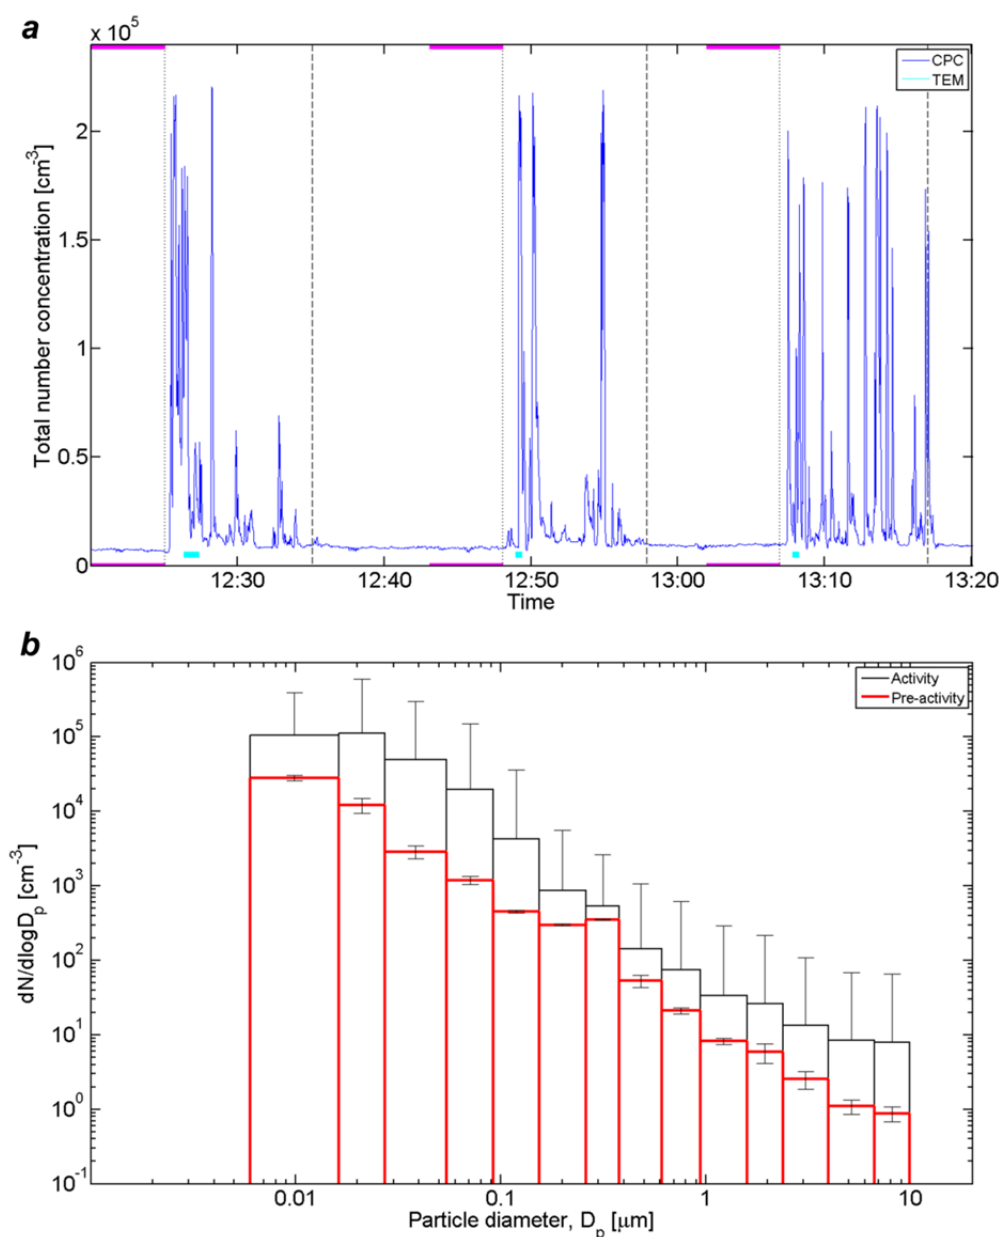 a
x 10^5
CPC
TEM
Total number concentration [cm^-3]
2
1.5
1
0.5
0
12:30 12:40 12:50 13:00 13:10 13:20
Time
b
Activity
Pre-activity
dN/dlogD_p [cm^-3]
10^6
10^5
10^4
10^3
10^2
10^1
10^0
10^-1
0.01 0.1 1 10
Particle diameter, D_p [μm]